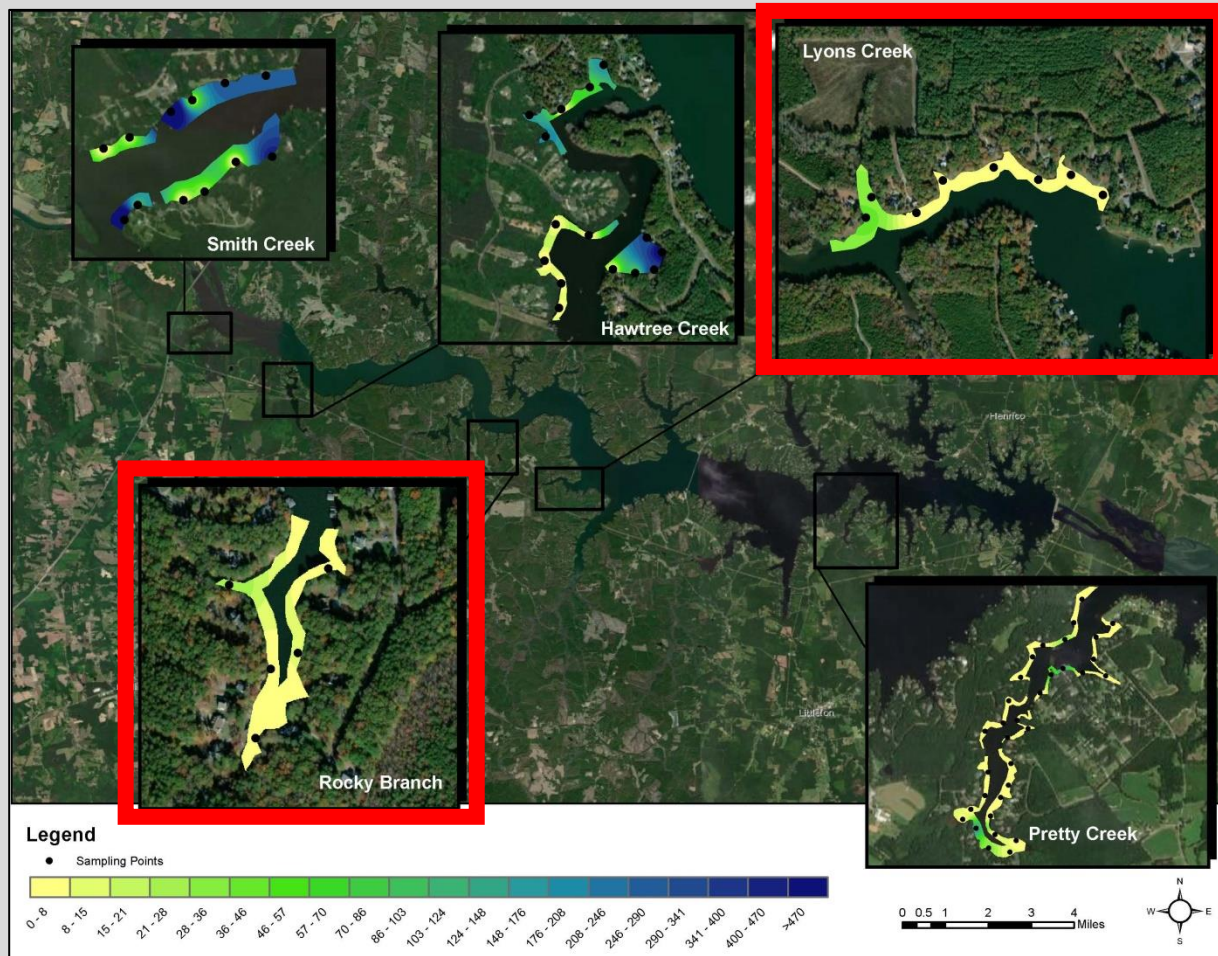 Lyons Creek
Smith Creek
Hawtree Creek
Henrico
Littleton
Rocky Branch
Pretty Creek
Legend
Sampling Points
0 - 8
8 - 15
15 - 21
21 - 28
28 - 36
36 - 46
46 - 57
57 - 70
70 - 86
86 - 103
103 - 124
124 - 148
148 - 176
176 - 208
208 - 246
246 - 290
290 - 341
341 - 400
400 - 470
>470
0 0.5 1 2 3 4
Miles
N
W E
S